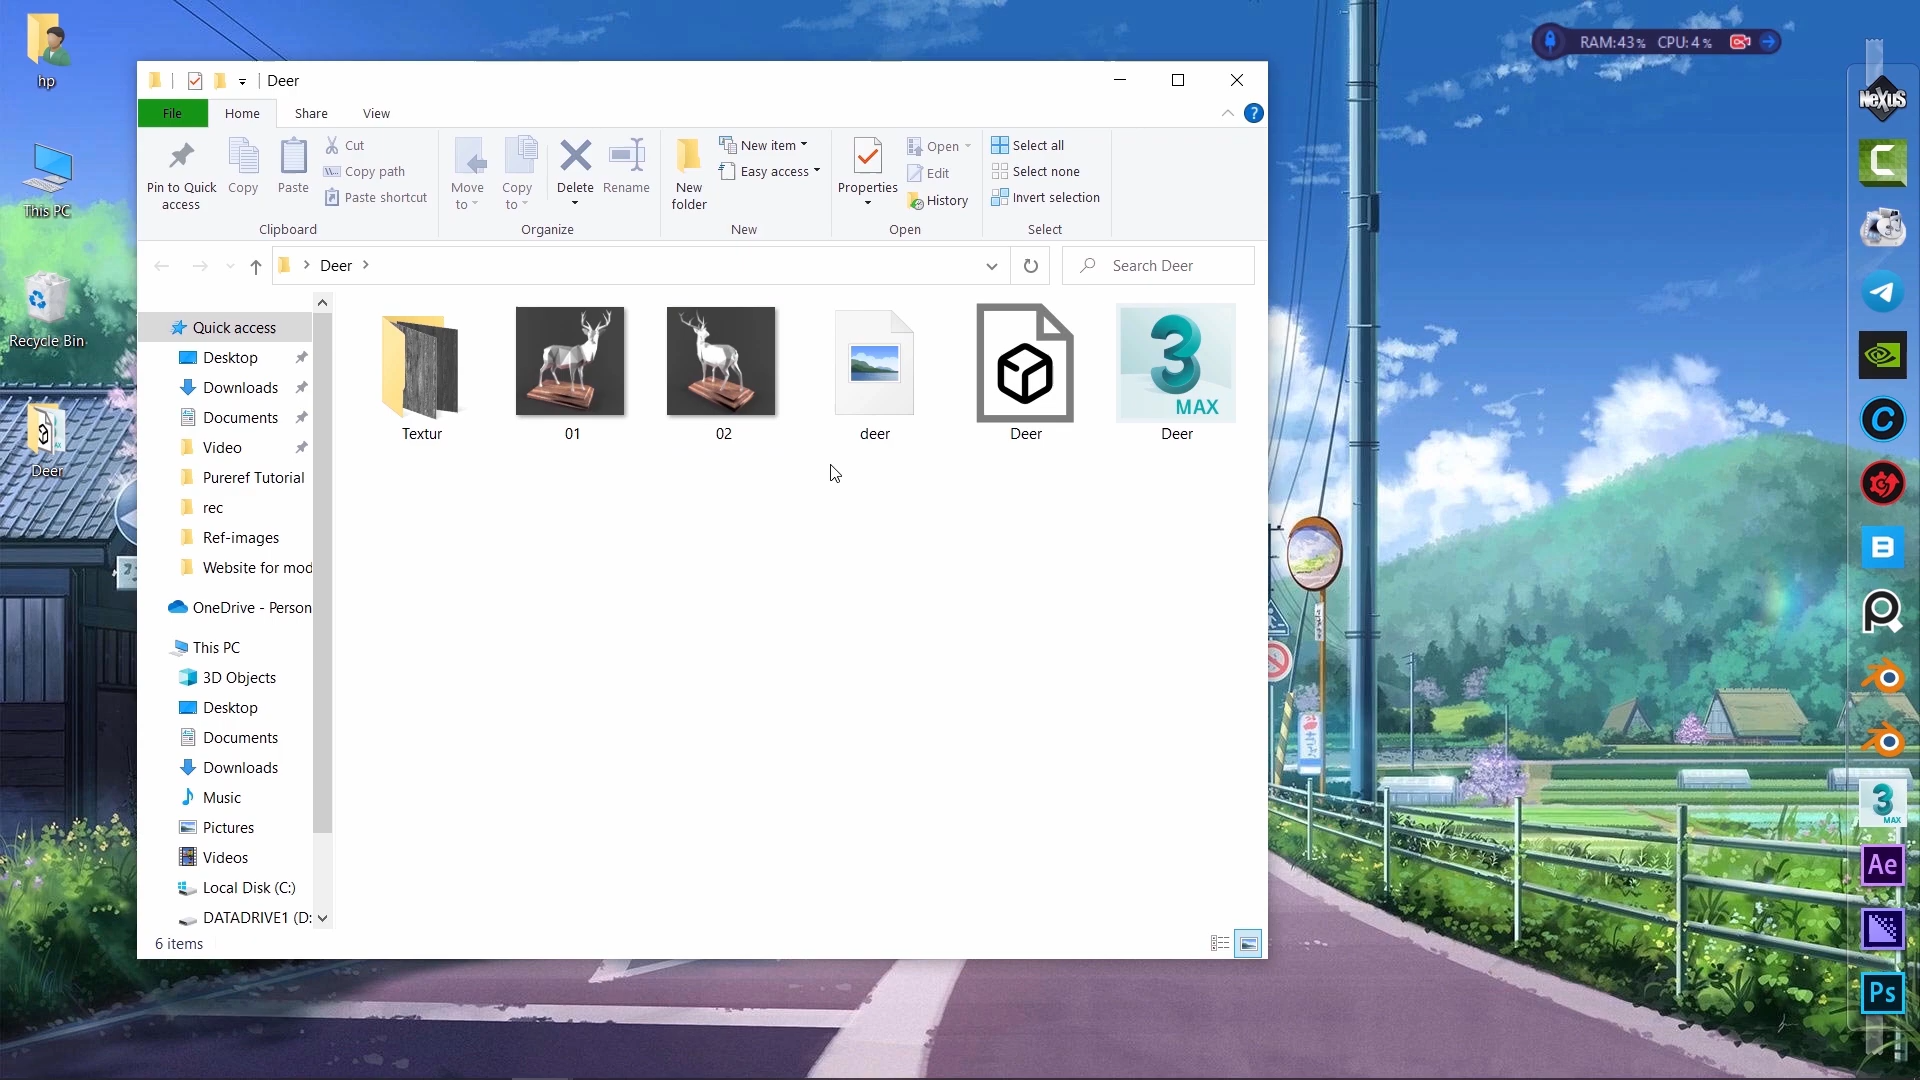 hp
This PC
Recycle Bin
Deer
Deer
File
Home
Share
View
Pin to Quick
access
Copy
Paste
Cut
Copy path
Paste shortcut
Clipboard
Move
to
Copy
to
Delete
Rename
Organize
New
folder
New item
Easy access
New
Properties
Open
Edit
History
Open
Select all
Select none
Invert selection
Select
Deer
Search Deer
Quick access
Desktop
Downloads
Documents
Video
Pureref Tutorial
rec
Ref-images
Website for mod
OneDrive - Person
This PC
3D Objects
Desktop
Documents
Downloads
Music
Pictures
Videos
Local Disk (C:)
DATADRIVE1 (D:
Textur
01
02
deer
Deer
3
MAX
Deer
6 items
RAM:43% CPU:4%
NeXuS
C
C
B
3
MAX
Ae
Ps